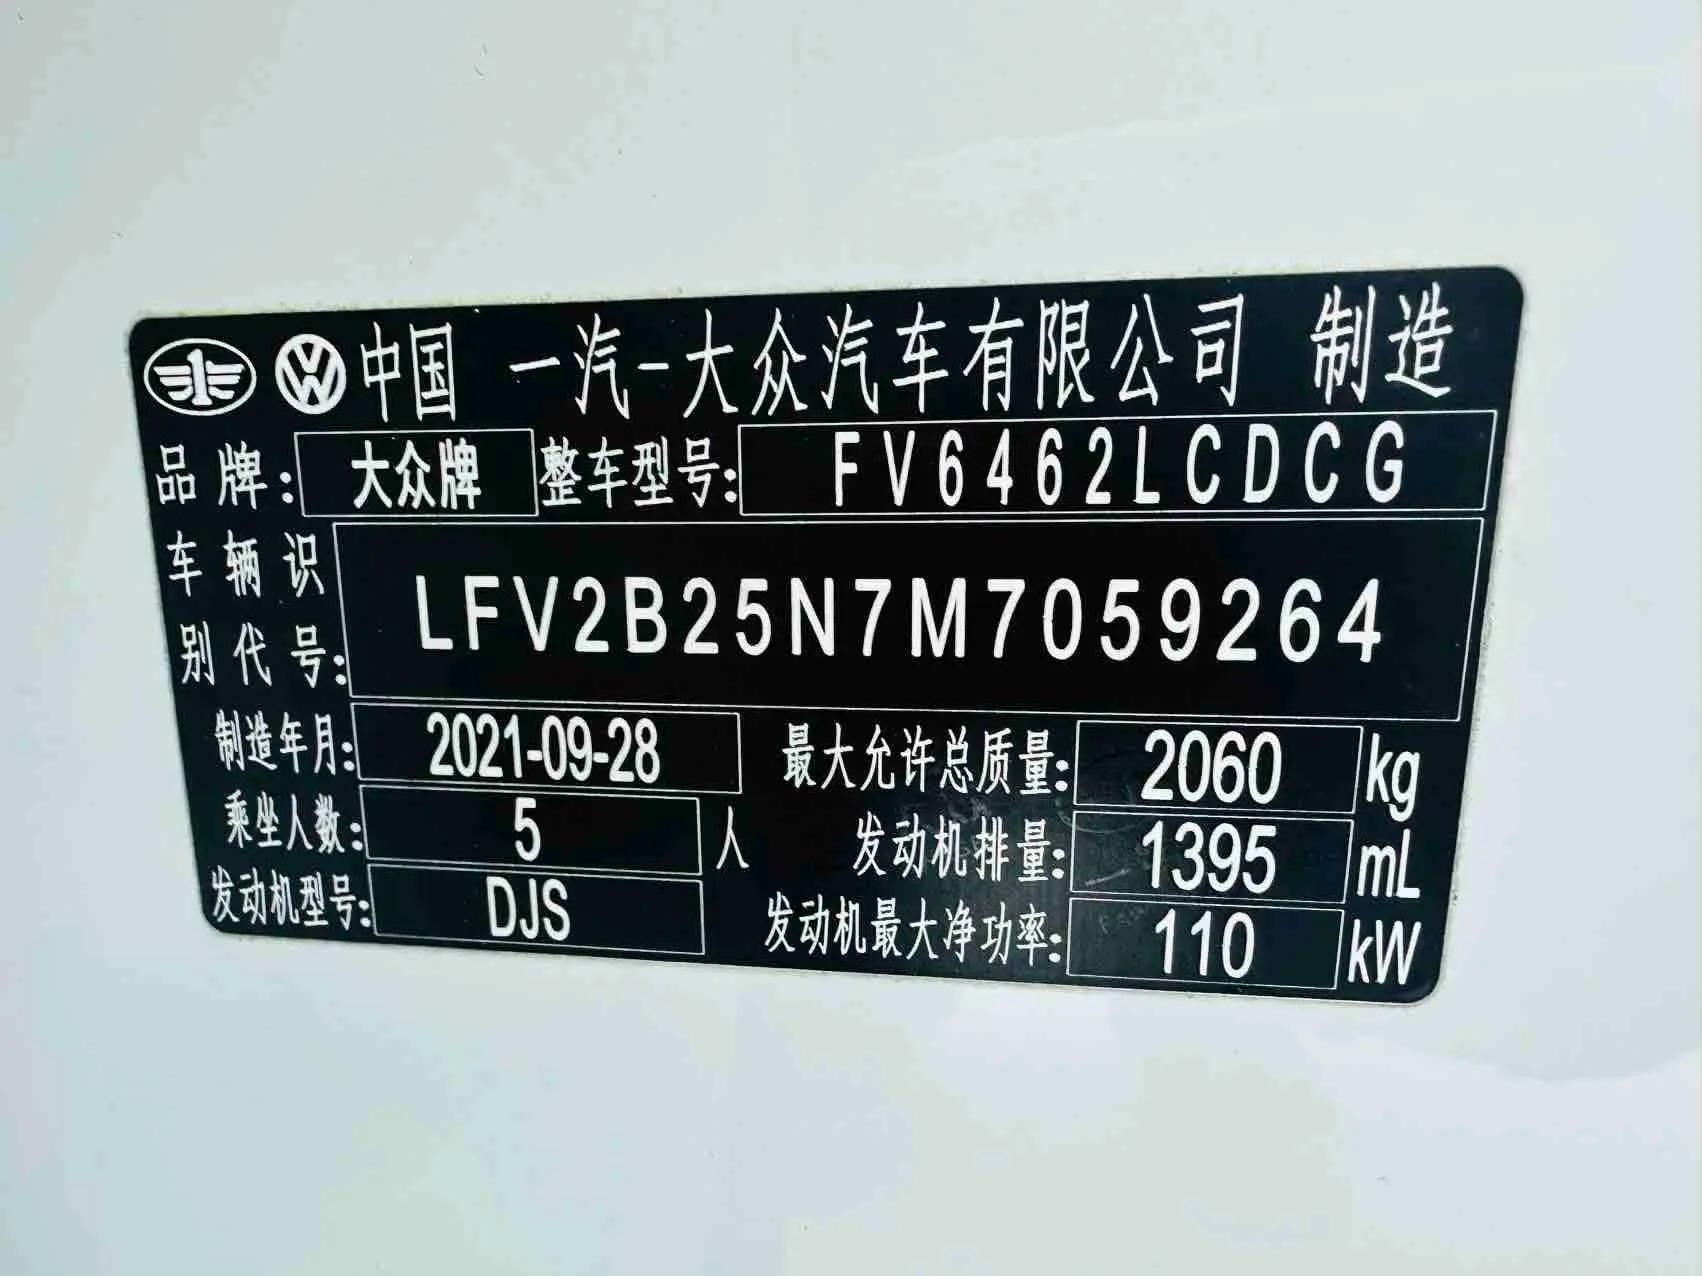 中国 一汽-大众汽车有限公司 制造
品牌: 大众牌 整车型号: FV6462LCDCG
车辆识别代号: LFV2B25N7M7059264
制造年月: 2021-09-28 最大允许总质量: 2060 kg
乘坐人数: 5 人 发动机排量: 1395 mL
发动机型号: DJS 发动机最大净功率: 110 kW